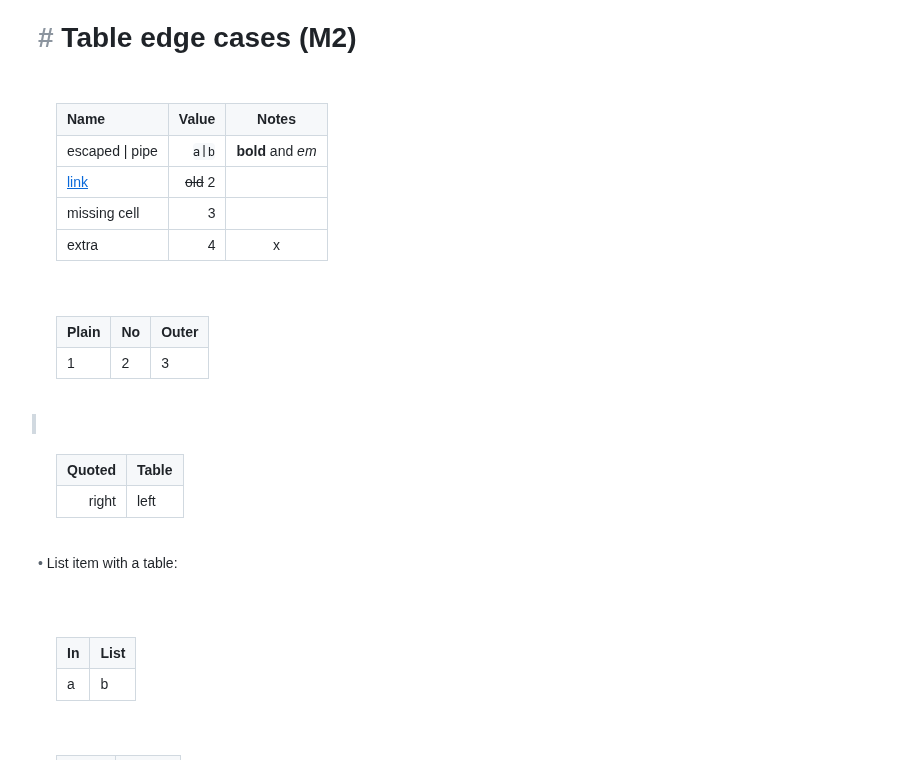 # Table edge cases (M2)
Name Value Notes
escaped | pipe a|b bold and em
link old 2
missing cell 3
extra 4 x
Plain No Outer
1 2 3
Quoted Table
right left
• List item with a table:
In List
a b